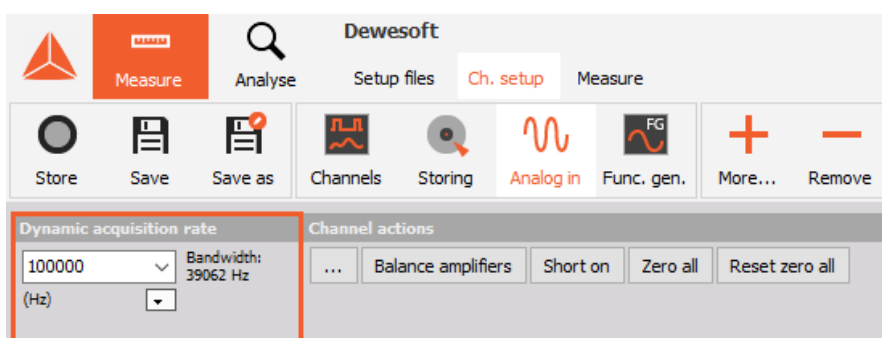 Dewesoft
Measure
Analyse
Setup files
Ch. setup
Measure
Store
Save
Save as
Channels
Storing
Analog in
FG
Func. gen.
More...
Remove
Dynamic acquisition rate
100000
Bandwidth:
39062 Hz
(Hz)
Channel actions
...
Balance amplifiers
Short on
Zero all
Reset zero all